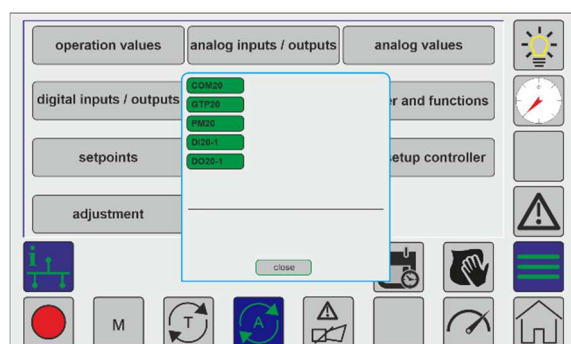 operation values
analog inputs / outputs
analog values
digital inputs / outputs
COM20
GTP20
PM20
DI20-1
DO20-1
r and functions
setpoints
etup controller
adjustment
close
i
M
T
A